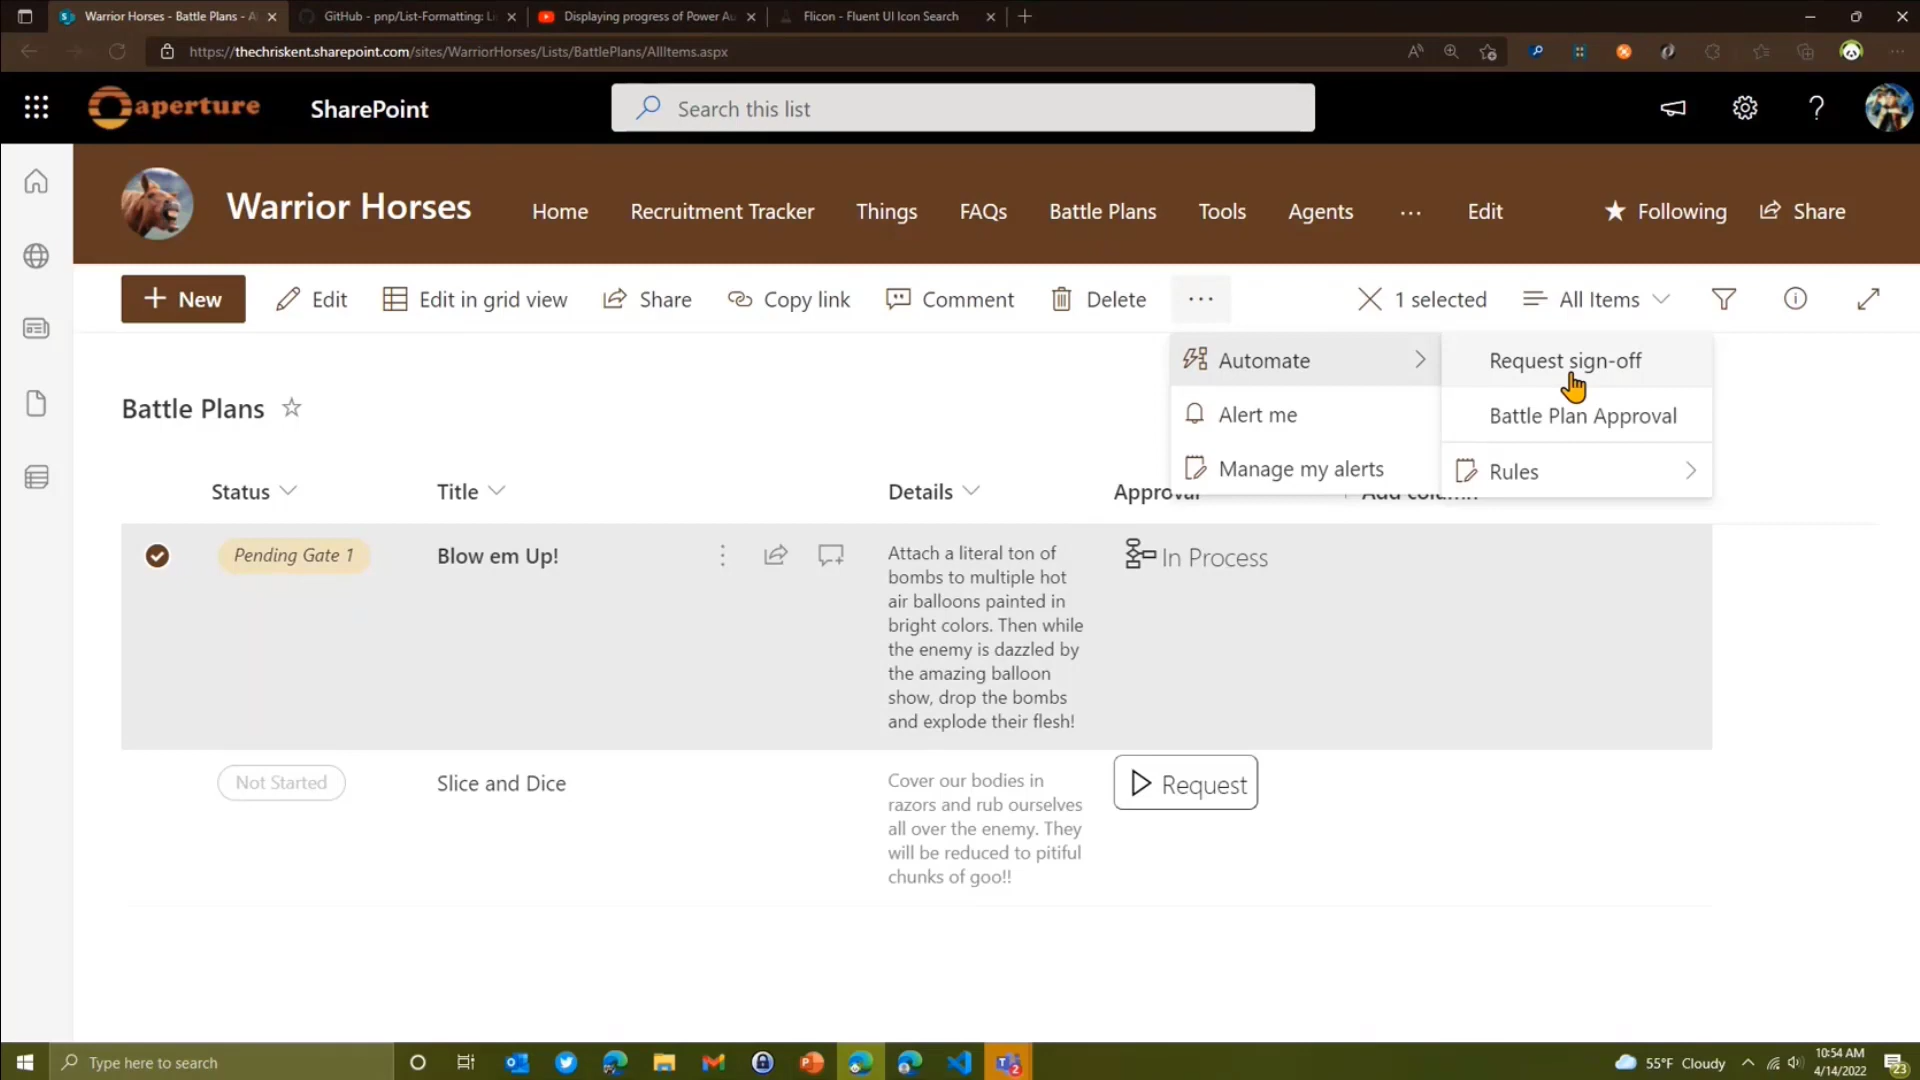 Warrior Horses - Battle Plans - A
GitHub - pnp/List-Formatting: Li
Displaying progress of Power Au
Flicon - Fluent UI Icon Search
https://thechriskent.sharepoint.com/sites/WarriorHorses/Lists/BattlePlans/AllItems.aspx
aperture
SharePoint
Search this list
Warrior Horses
Home
Recruitment Tracker
Things
FAQs
Battle Plans
Tools
Agents
Edit
Following
Share
New
Edit
Edit in grid view
Share
Copy link
Comment
Delete
1 selected
All Items
Automate
Request sign-off
Alert me
Battle Plan Approval
Manage my alerts
Rules
Battle Plans
Status
Title
Details
Approval
Add column
Pending Gate 1
Blow em Up!
Attach a literal ton of
bombs to multiple hot
air balloons painted in
bright colors. Then while
the enemy is dazzled by
the amazing balloon
show, drop the bombs
and explode their flesh!
In Process
Not Started
Slice and Dice
Cover our bodies in
razors and rub ourselves
all over the enemy. They
will be reduced to pitiful
chunks of goo!!
Request
Type here to search
55°F Cloudy
10:54 AM
4/14/2022
23